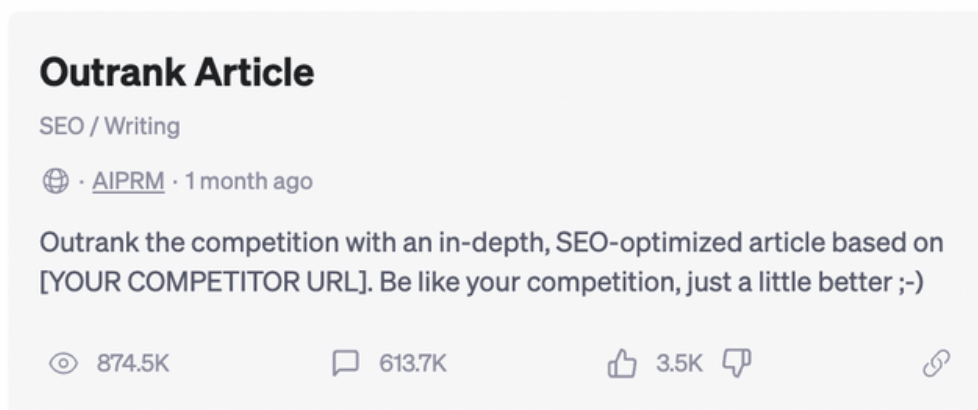 Outrank Article
SEO / Writing
· AIPRM · 1 month ago
Outrank the competition with an in-depth, SEO-optimized article based on
[YOUR COMPETITOR URL]. Be like your competition, just a little better ;-)
874.5K 613.7K 3.5K